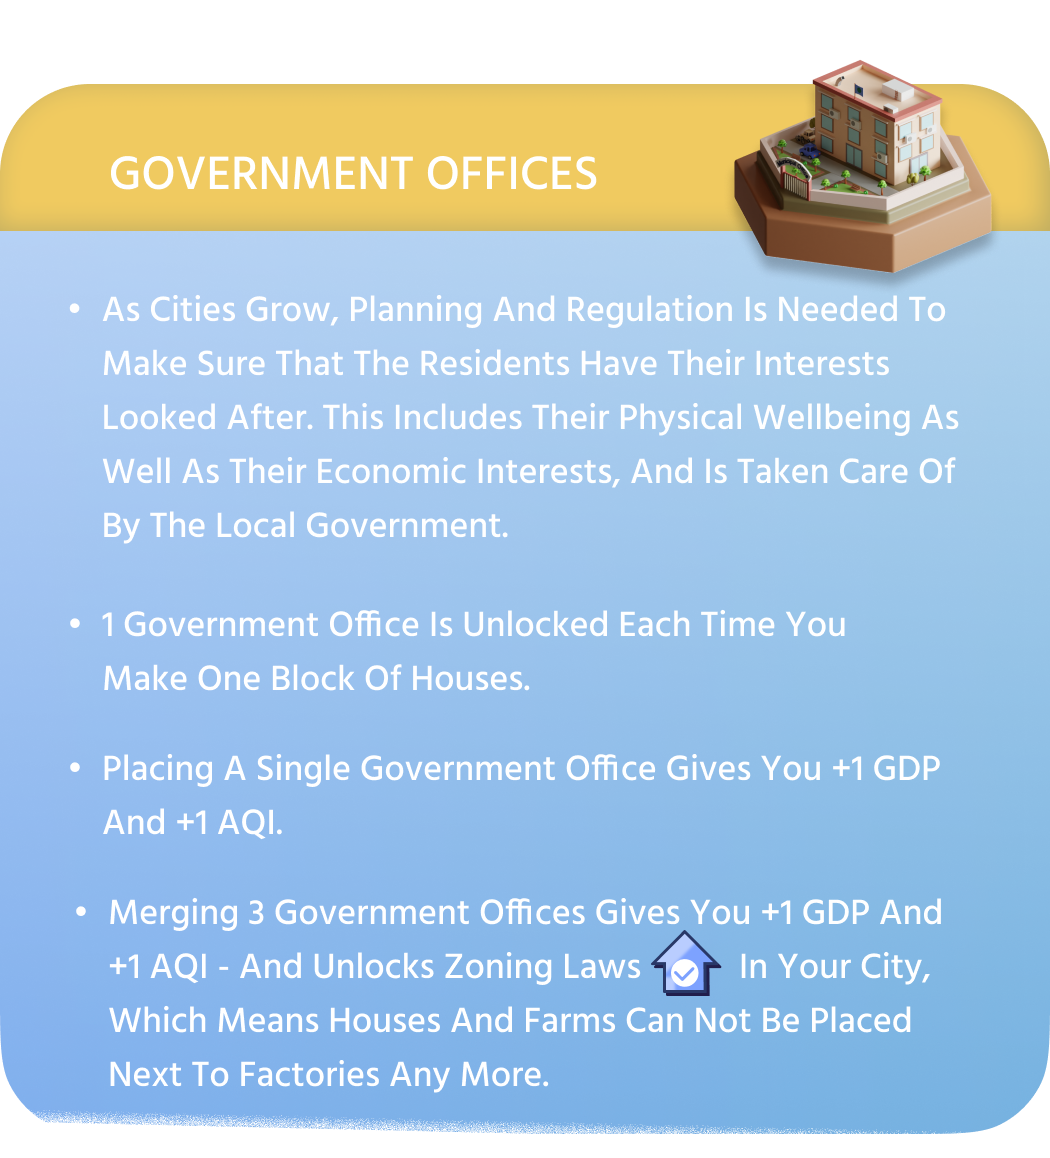 GOVERNMENT OFFICES
• As Cities Grow, Planning And Regulation Is Needed To
Make Sure That The Residents Have Their Interests
Looked After. This Includes Their Physical Wellbeing As
Well As Their Economic Interests, And Is Taken Care Of
By The Local Government.
• 1 Government Office Is Unlocked Each Time You
Make One Block Of Houses.
• Placing A Single Government Office Gives You +1 GDP
And +1 AQI.
• Merging 3 Government Offices Gives You +1 GDP And
+1 AQI - And Unlocks Zoning Laws In Your City,
Which Means Houses And Farms Can Not Be Placed
Next To Factories Any More.